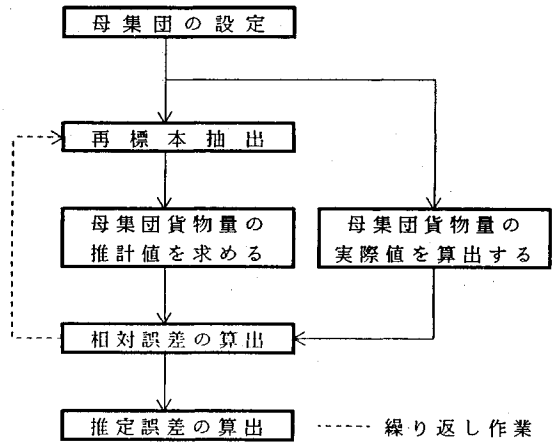 母集団の設定
再標本抽出
母集団貨物量の
推計値を求める
母集団貨物量の
実際値を算出する
相対誤差の算出
推定誤差の算出
繰り返し作業